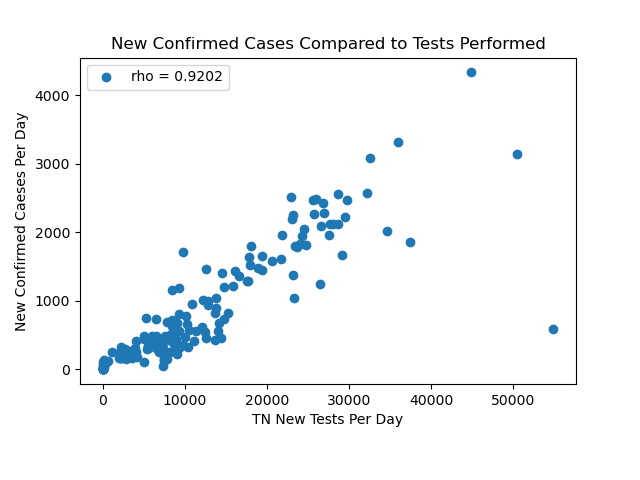 New Confirmed Cases Compared to Tests Performed
rho = 0.9202
New Confirmed Caeses Per Day
4000
3000
2000
1000
0
0 10000 20000 30000 40000 50000
TN New Tests Per Day